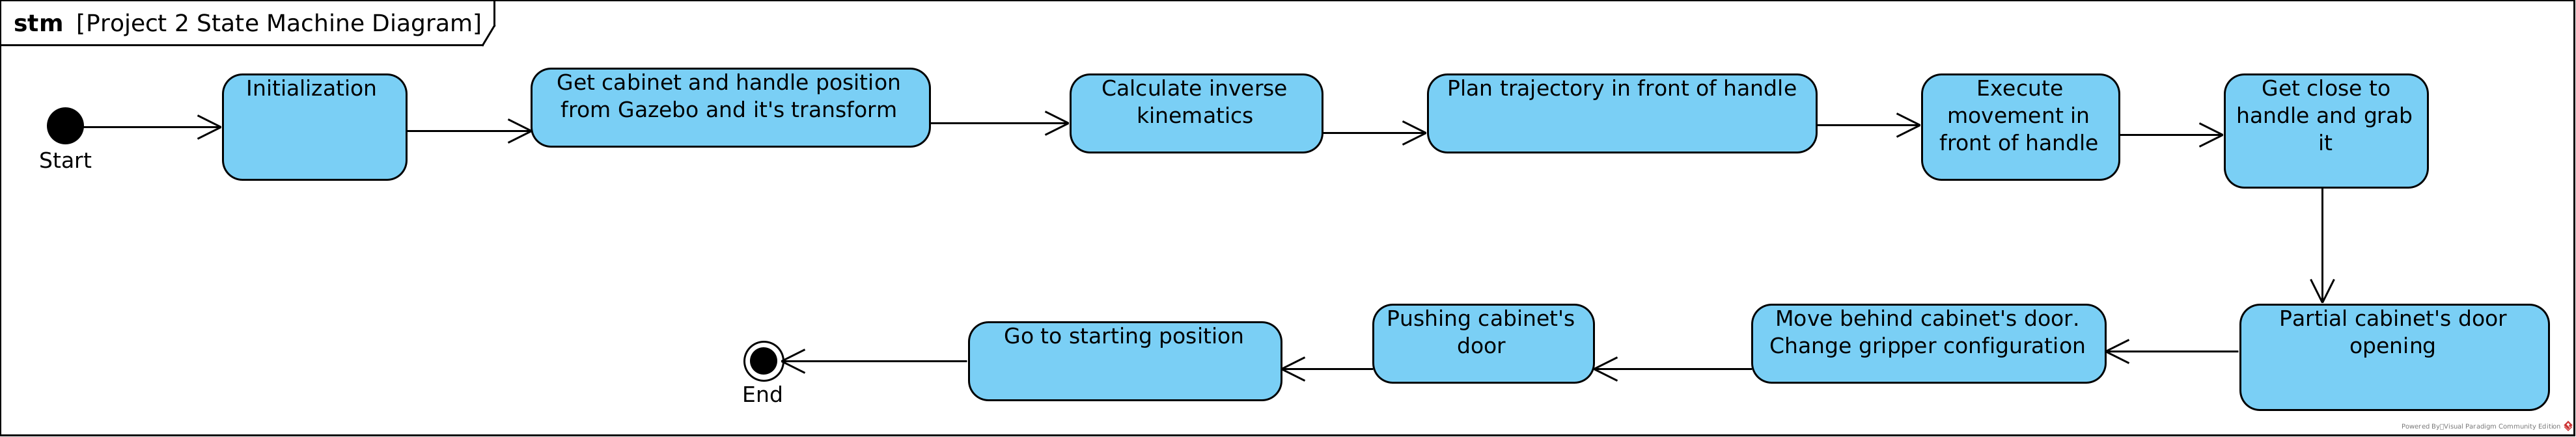 stm [Project 2 State Machine Diagram]
Start
Initialization
Get cabinet and handle position
from Gazebo and it's transform
Calculate inverse
kinematics
Plan trajectory in front of handle
Execute
movement in
front of handle
Get close to
handle and grab
it
Partial cabinet's door
opening
Move behind cabinet's door.
Change gripper configuration
Pushing cabinet's
door
Go to starting position
End
Powered By Visual Paradigm Community Edition